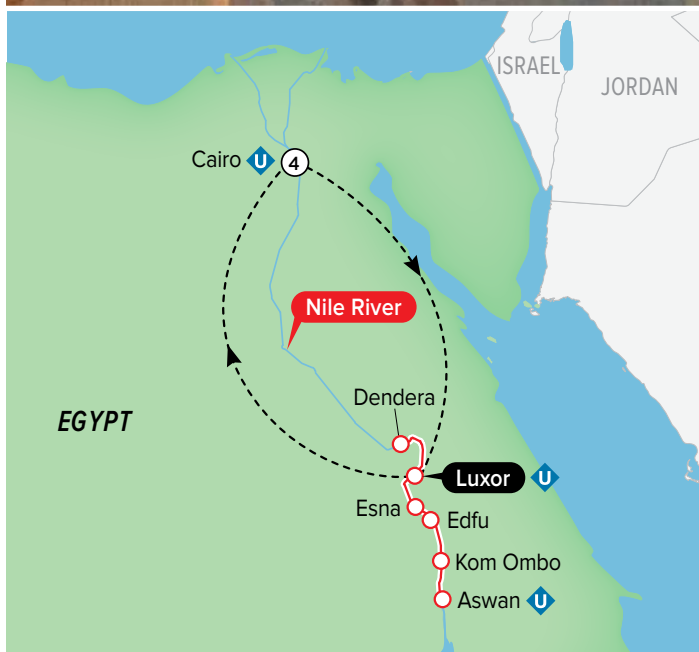 ISRAEL
JORDAN
Cairo U
4
Nile River
Dendera
EGYPT
Luxor U
Esna
Edfu
Kom Ombo
Aswan U